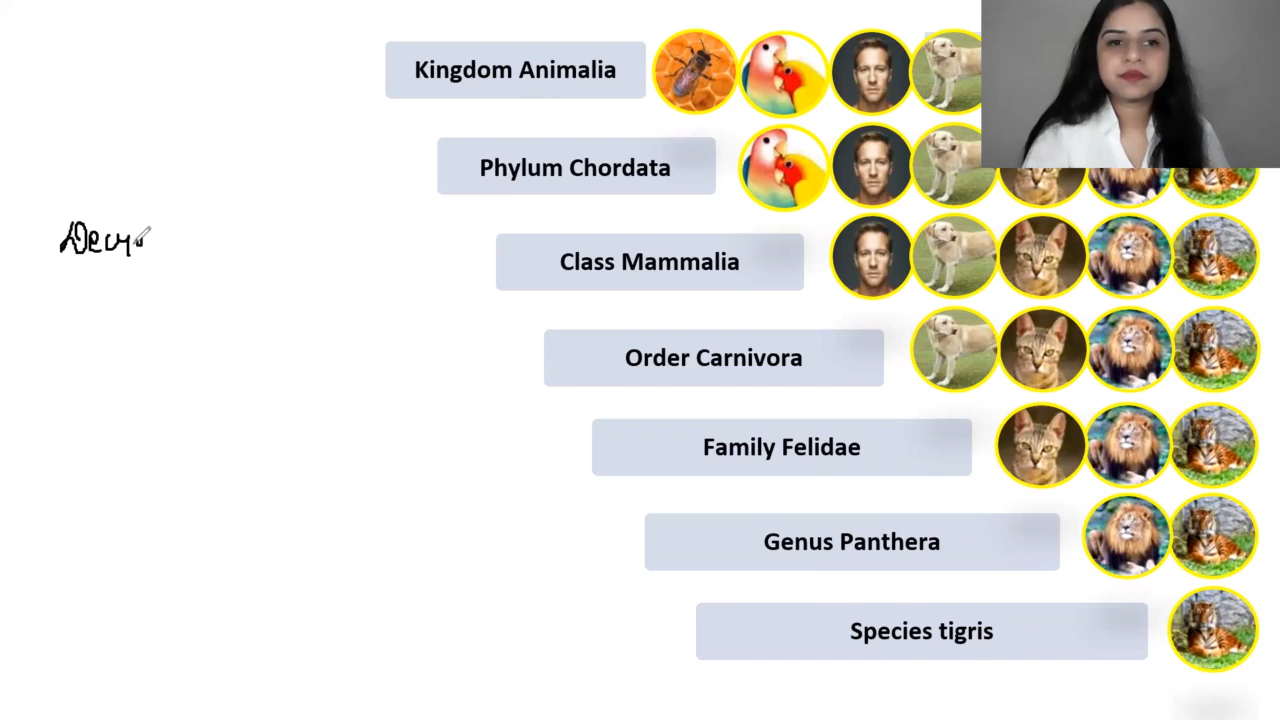 Kingdom Animalia
Phylum Chordata
Class Mammalia
Order Carnivora
Family Felidae
Genus Panthera
Species tigris